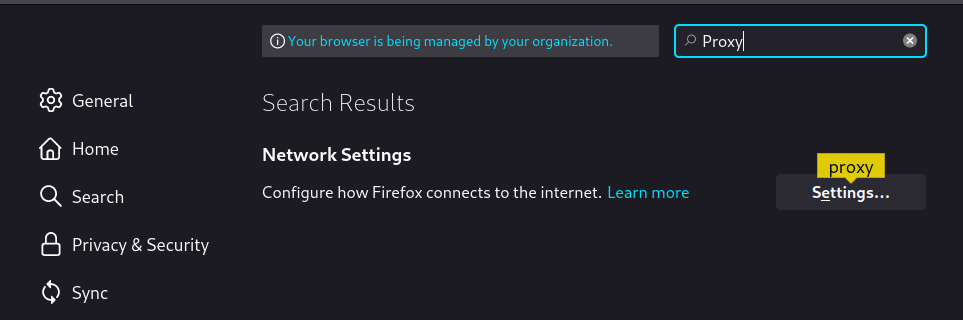 Your browser is being managed by your organization.
Proxy
General
Home
Search
Privacy & Security
Sync
Search Results
Network Settings
Configure how Firefox connects to the internet. Learn more
proxy
Settings...